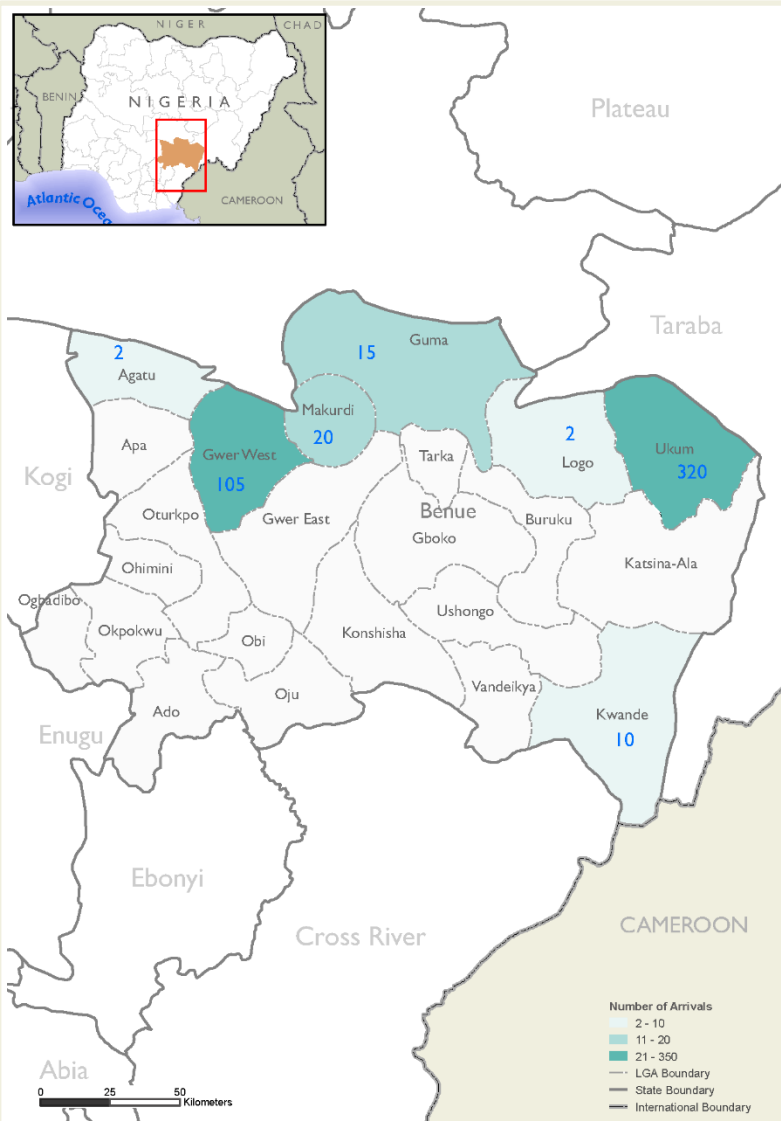 NIGER
CHAD
BENIN
NIGERIA
CAMEROON
Atlantic Ocea
Plateau
Taraba
2
Agatu
15
Guma
Makurdi
20
2
Logo
Ukum
320
Apa
Gwer West
105
Tarka
Kogi
Oturkpo
Gwer East
Benue
Buruku
Gboko
Katsina-Ala
Ohimini
Ogbadibo
Okpokwu
Obi
Konshisha
Ushongo
Vandeikya
Oju
Ado
Kwande
10
Enugu
Ebonyi
Cross River
CAMEROON
Abia
Number of Arrivals
2 - 10
11 - 20
21 - 350
LGA Boundary
State Boundary
International Boundary
0 25 50
Kilometers